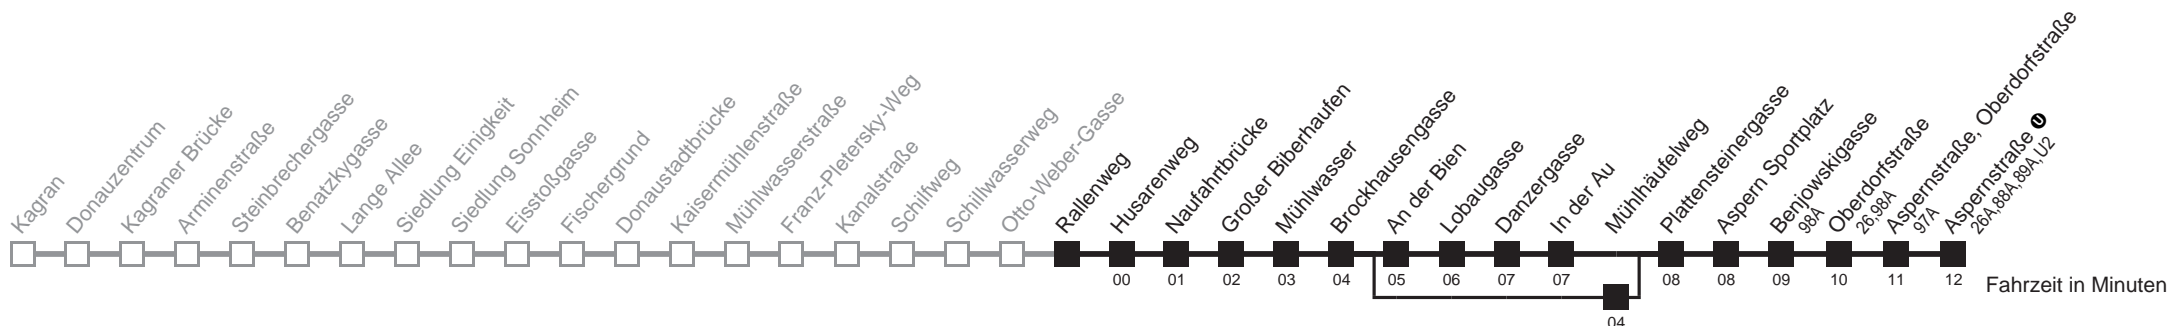 Kagran
Donauzentrum
Kagraner Brücke
Arminenstraße
Steinbrechergasse
Benatzkygasse
Lange Allee
Siedlung Einigkeit
Siedlung Sonnheim
Eisstoßgasse
Fischergrund
Donaustadtbrücke
Kaisermühlenstraße
Mühlwasserstraße
Franz-Pletersky-Weg
Kanalstraße
Schilfweg
Schillwasserweg
Otto-Weber-Gasse
Rallenweg
Husarenweg
Naufahrtbrücke
Großer Biberhaufen
Mühlwasser
Brockhausengasse
An der Bien
Lobaugasse
Danzergasse
In der Au
Mühlhäufelweg
Plattensteinergasse
Aspern Sportplatz
Benjowskigasse
98A
Oberdorfstraße
26,98A
Aspernstraße, Oberdorfstraße
97A
Aspernstraße U
26A,88A,89A,U2
00 01 02 03 04 05 06 07 07 08 08 09 10 11 12
Fahrzeit in Minuten
04